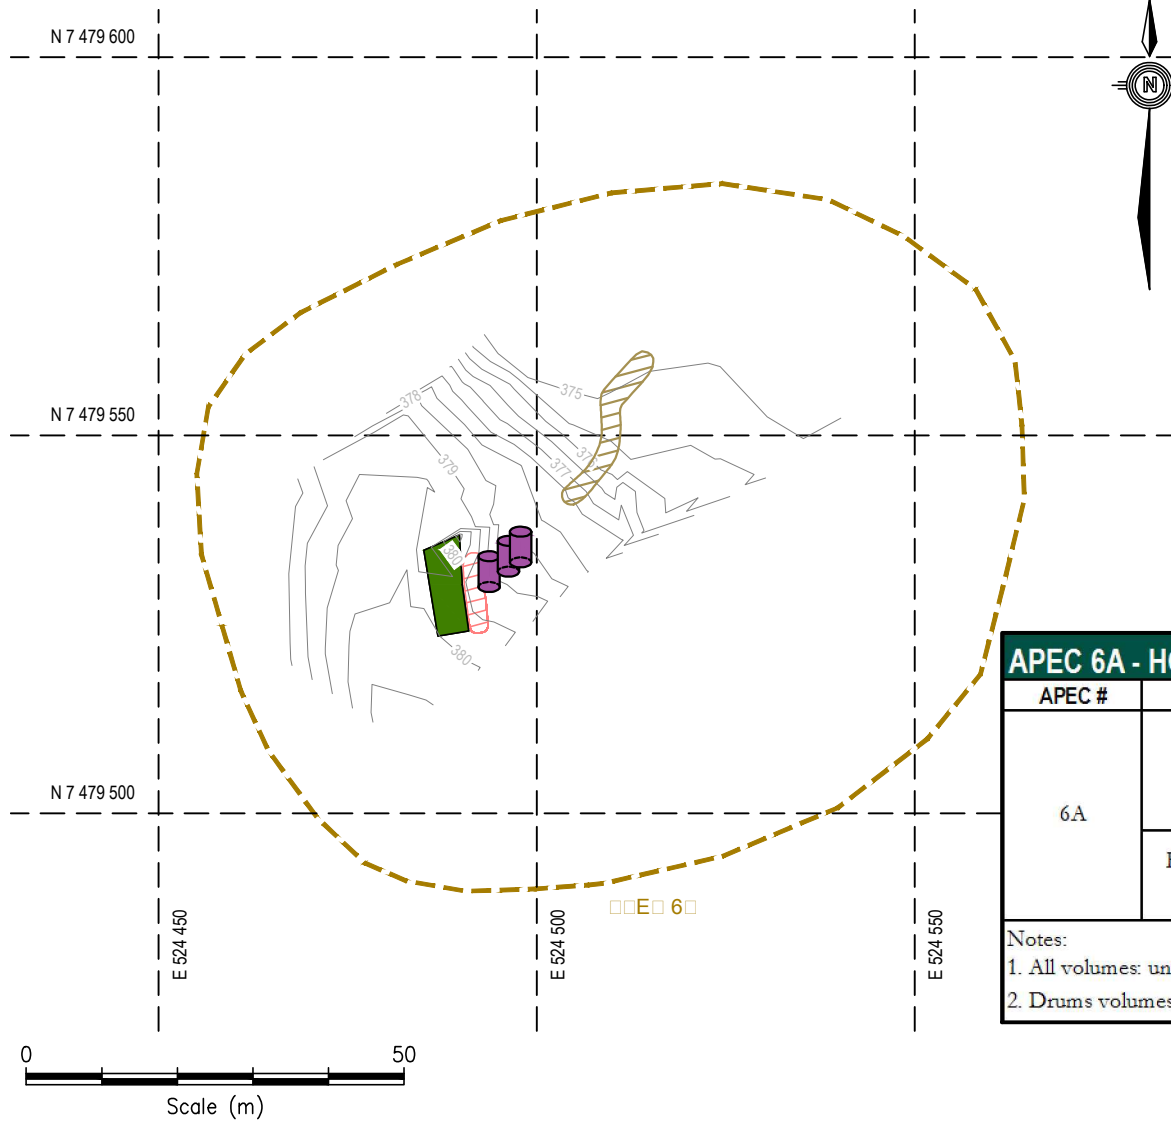 N 7 479 600
N
375
378
N 7 479 550
379
377
380
380
APEC 6A - H
APEC #
N 7 479 500
6A
E 6
E 524 450
E 524 500
E 524 550
Notes:
1. All volumes: un
2. Drums volumes
0 50
Scale (m)